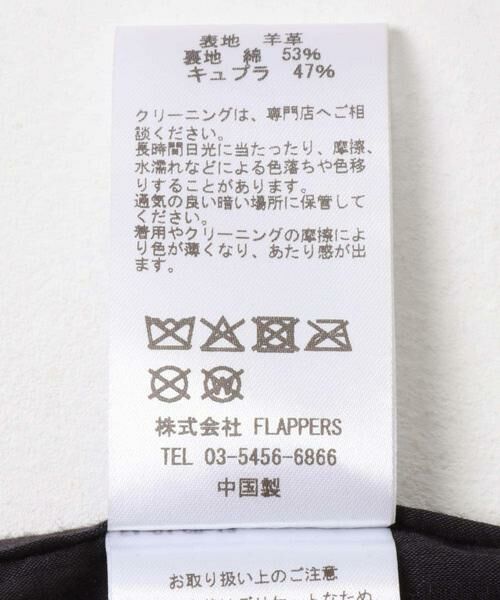 表地 羊革
裏地 綿 53%
キュプラ 47%
クリーニングは、専門店へご相
談ください。
長時間日光に当たったり、摩擦、
水濡れなどによる色落ちや色移
りすることがあります。
通気の良い暗い場所に保管して
ください。
着用やクリーニングの摩擦によ
り色が薄くなり、あたり感が出
ます。
W
株式会社 FLAPPERS
TEL 03-5456-6866
中国製
お取り扱い上のご注意